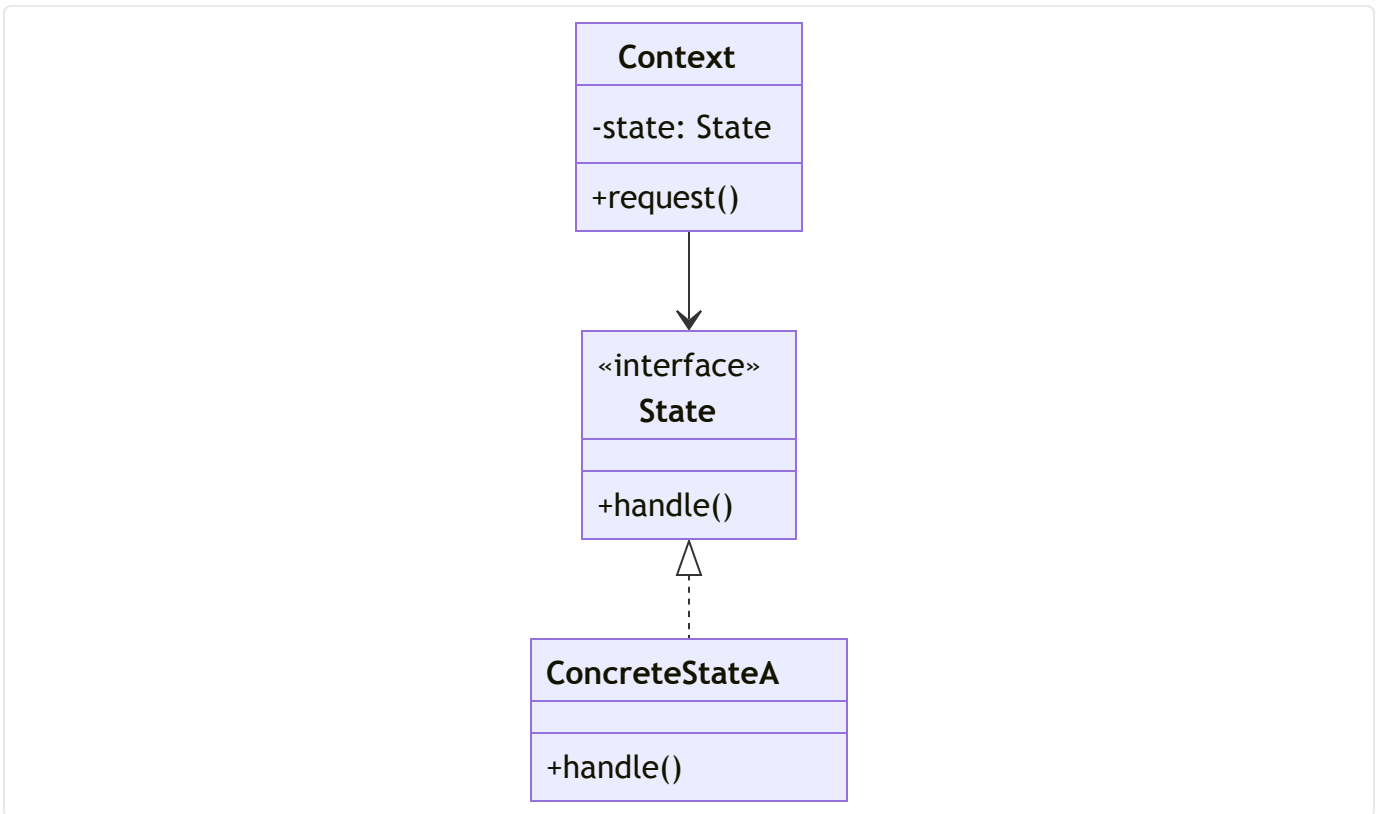 Context
-state: State
+request()
«interface»
State
+handle()
ConcreteStateA
+handle()